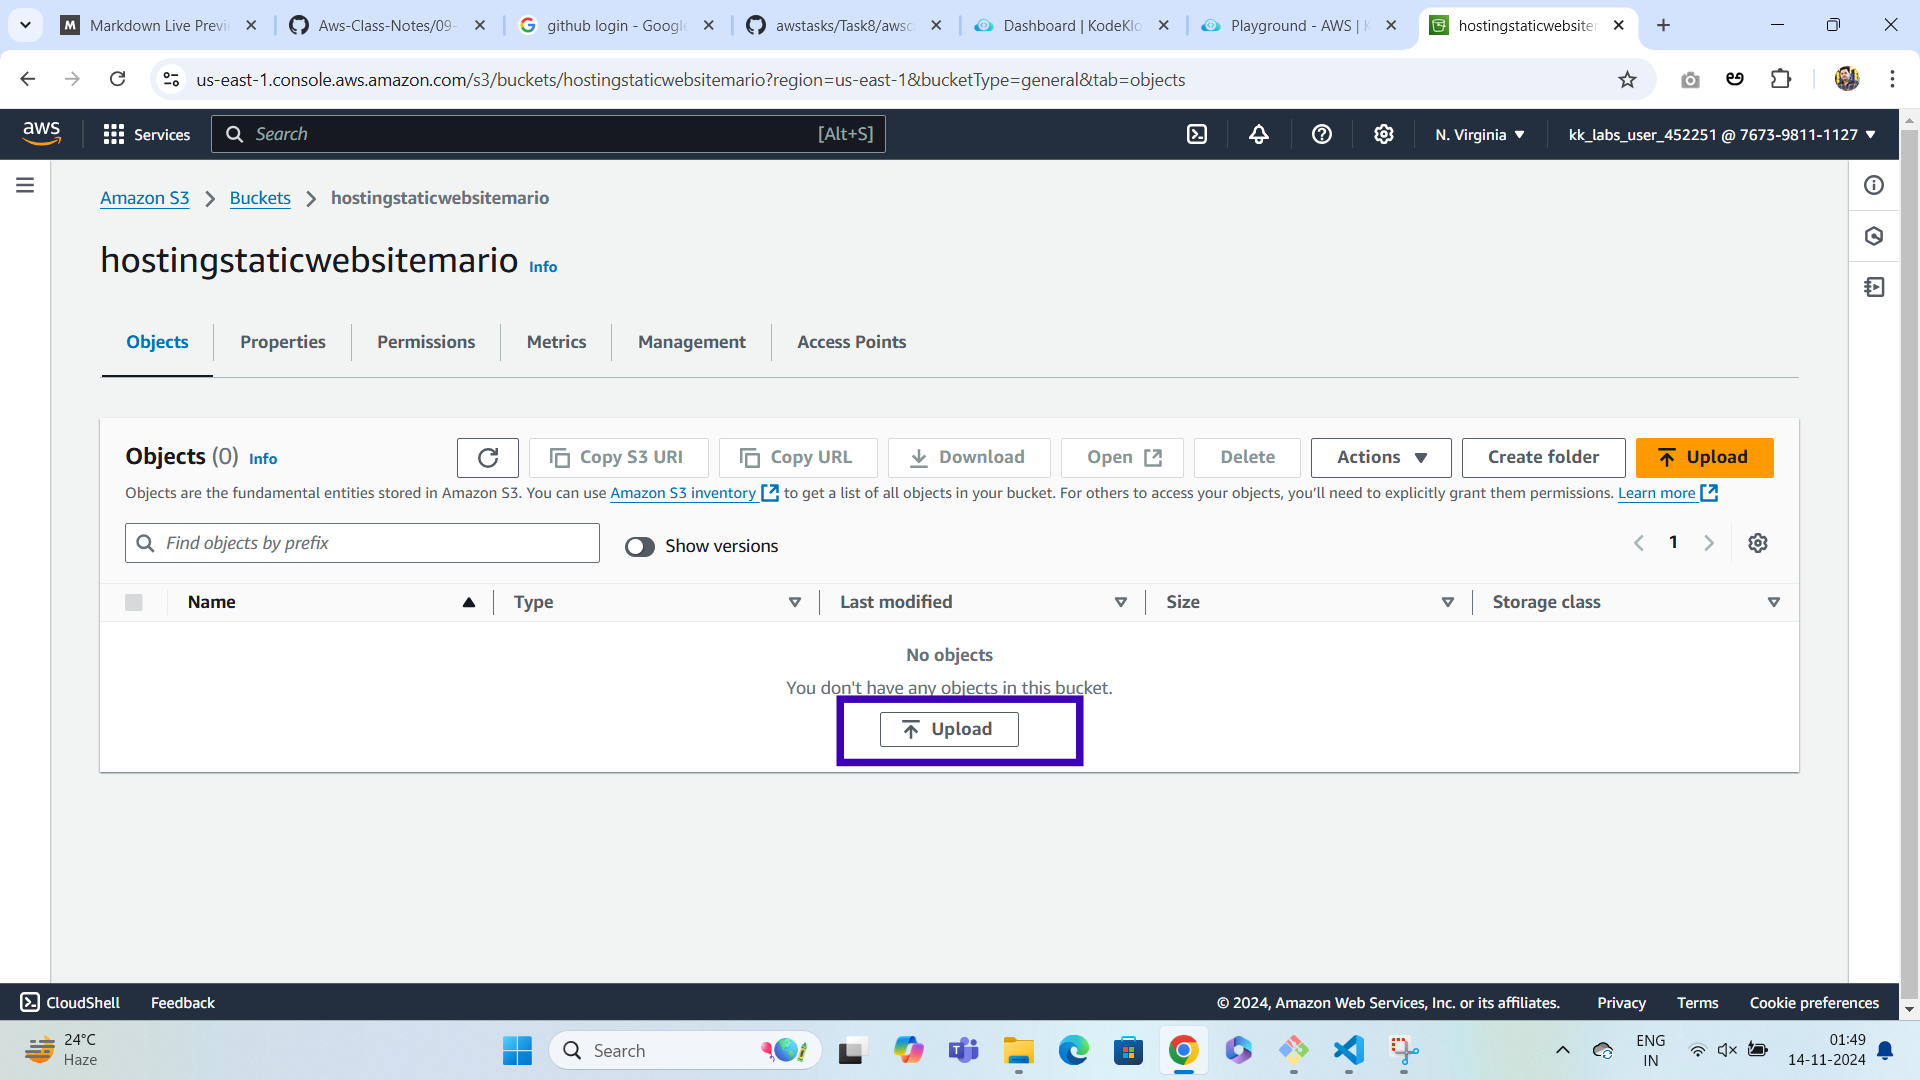 Markdown Live Previe
Aws-Class-Notes/09-
github login - Google
awstasks/Task8/awsc
Dashboard | KodeKlo
Playground - AWS | K
hostingstaticwebsitemario
us-east-1.console.aws.amazon.com/s3/buckets/hostingstaticwebsitemario?region=us-east-1&bucketType=general&tab=objects
aws
Services
Search
[Alt+S]
N. Virginia
kk_labs_user_452251 @ 7673-9811-1127
Amazon S3
Buckets
hostingstaticwebsitemario
hostingstaticwebsitemario Info
Objects
Properties
Permissions
Metrics
Management
Access Points
Objects (0) Info
Copy S3 URI
Copy URL
Download
Open
Delete
Actions
Create folder
Upload
Objects are the fundamental entities stored in Amazon S3. You can use Amazon S3 inventory to get a list of all objects in your bucket. For others to access your objects, you'll need to explicitly grant them permissions. Learn more
Find objects by prefix
Show versions
1
Name
Type
Last modified
Size
Storage class
No objects
You don't have any objects in this bucket.
Upload
CloudShell
Feedback
© 2024, Amazon Web Services, Inc. or its affiliates.
Privacy
Terms
Cookie preferences
24°C
Haze
Search
ENG
IN
01:49
14-11-2024